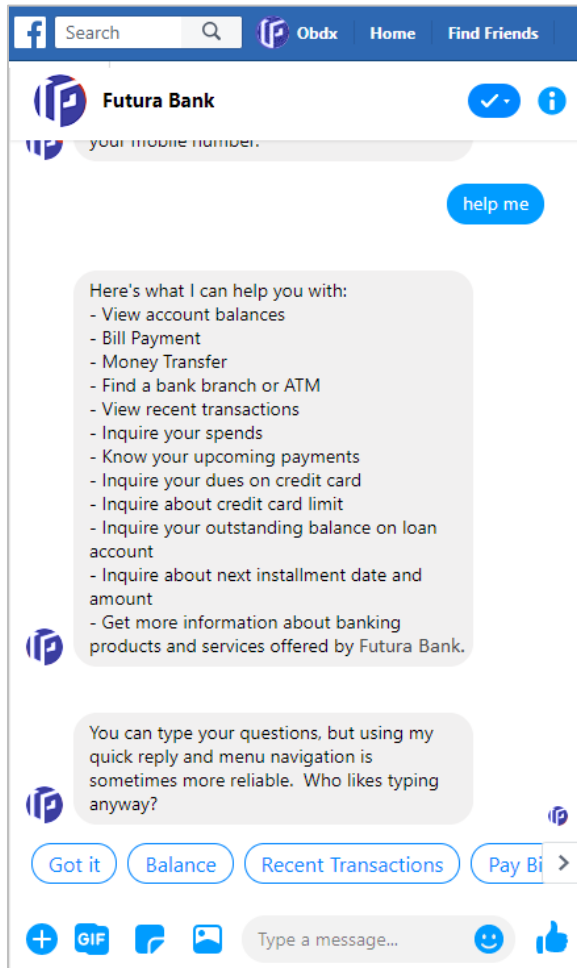 Search
Obdx
Home
Find Friends
Futura Bank
your mobile number.
help me
Here's what I can help you with:
- View account balances
- Bill Payment
- Money Transfer
- Find a bank branch or ATM
- View recent transactions
- Inquire your spends
- Know your upcoming payments
- Inquire your dues on credit card
- Inquire about credit card limit
- Inquire your outstanding balance on loan
account
- Inquire about next installment date and
amount
- Get more information about banking
products and services offered by Futura Bank.
You can type your questions, but using my
quick reply and menu navigation is
sometimes more reliable.  Who likes typing
anyway?
Got it
Balance
Recent Transactions
Pay Bi
GIF
Type a message...